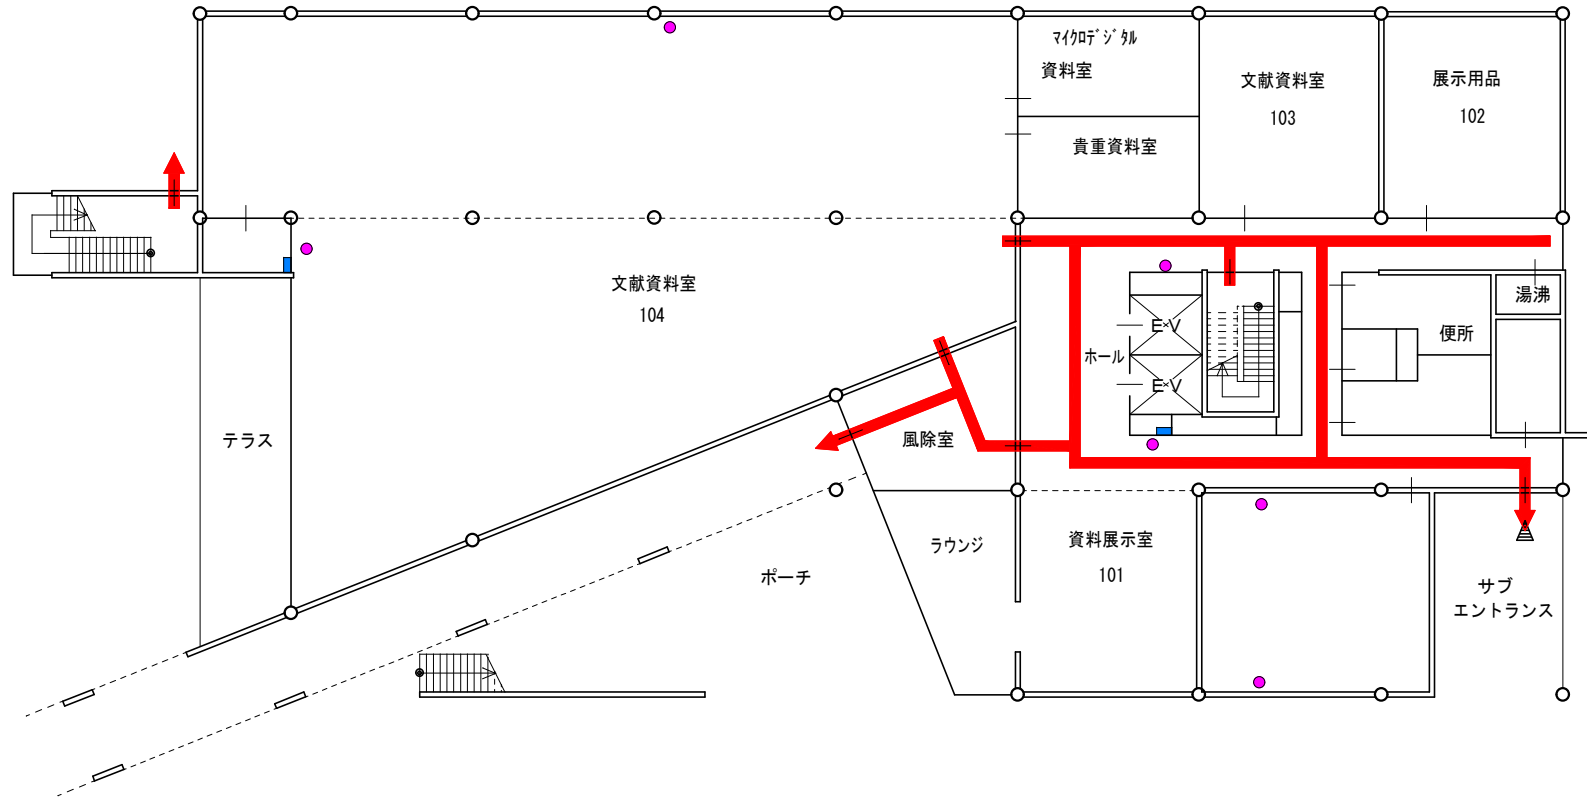 ﾏｲｸﾛﾃﾞｼﾞﾀﾙ
資料室
文献資料室
103
展示用品
102
貴重資料室
文献資料室
104
湯沸
E×V
便所
ホール
E×V
テラス
風除室
ラウンジ
資料展示室
101
ポーチ
サブ
エントランス